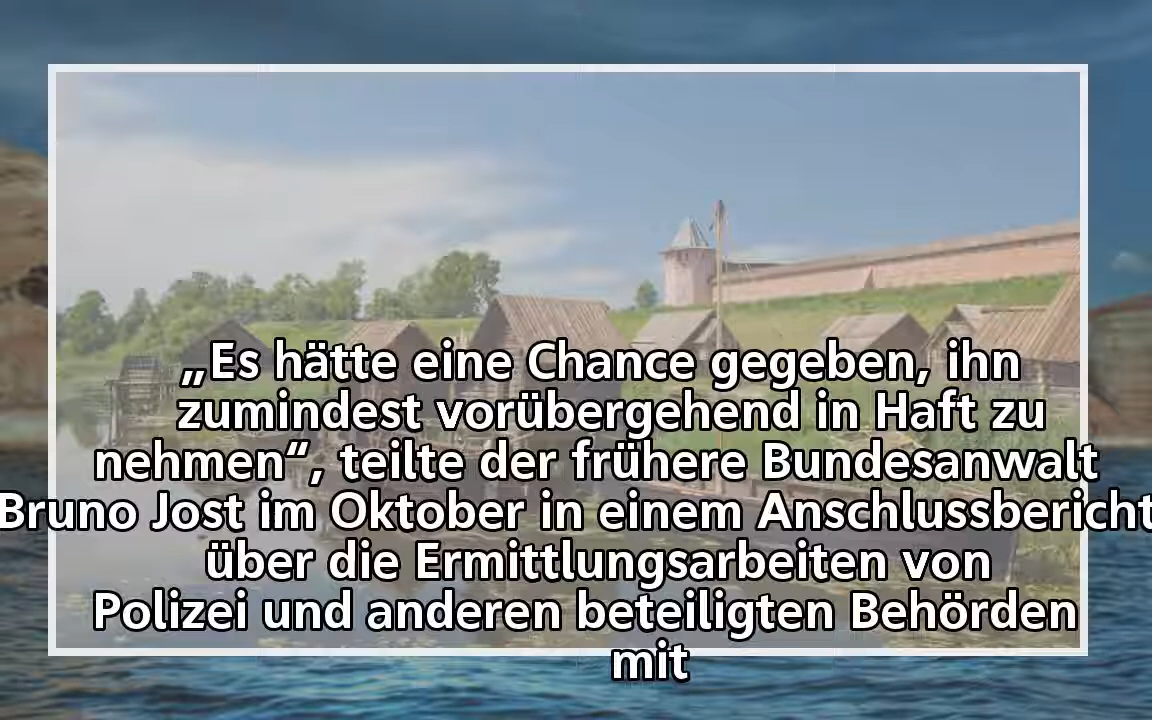 „Es hätte eine Chance gegeben, ihn
zumindest vorübergehend in Haft zu
nehmen“, teilte der frühere Bundesanwalt
Bruno Jost im Oktober in einem Anschlussbericht
über die Ermittlungsarbeiten von
Polizei und anderen beteiligten Behörden
mit